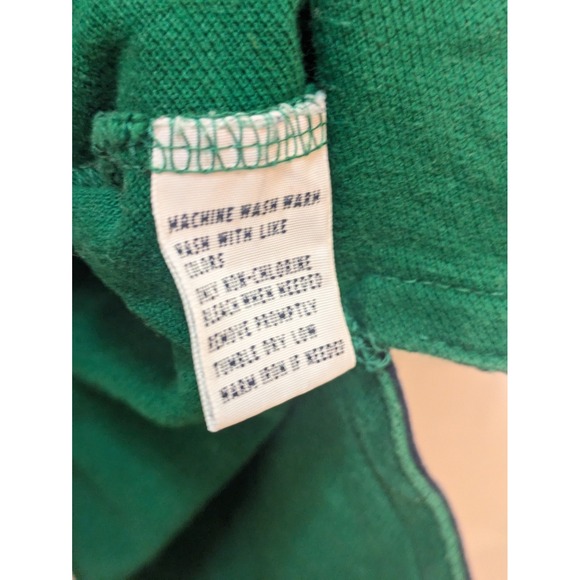 MACHINE WASH WARM
WASH WITH LIKE
COLORS
ONLY NON-CHLORINE
BLEACH WHEN NEEDED
REMOVE PROMPTLY
TUMBLE DRY LOW
WARM IRON IF NEEDED